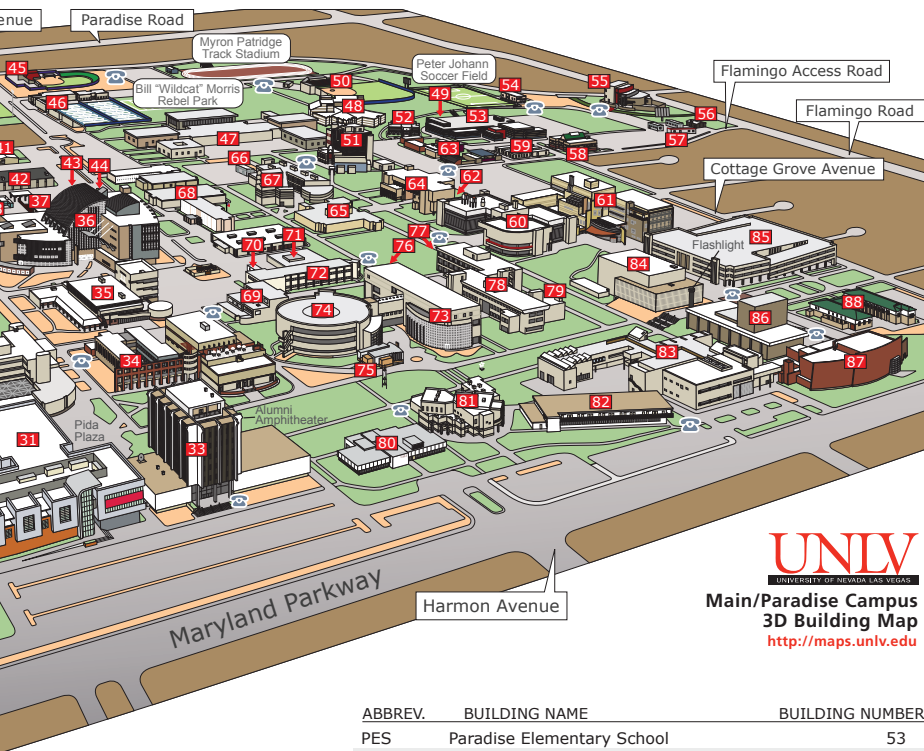 enue
Paradise Road
Myron Patridge
Track Stadium
Peter Johann
Soccer Field
Flamingo Access Road
Flamingo Road
Cottage Grove Avenue
Bill “Wildcat” Morris
Rebel Park
45
46
50
49
54
55
56
57
48
47
52
53
51
63
59
58
41
42
43
44
66
67
62
64
37
36
68
65
60
61
85
Flashlight
70
71
76
77
84
72
78
79
88
35
69
74
73
86
34
75
83
87
Alumni
Amphitheater
81
82
Pida
Plaza
31
33
80
Maryland Parkway
Harmon Avenue
UNLV
UNIVERSITY OF NEVADA LAS VEGAS
Main/Paradise Campus
3D Building Map
http://maps.unlv.edu
ABBREV. BUILDING NAME BUILDING NUMBER
PES Paradise Elementary School 53